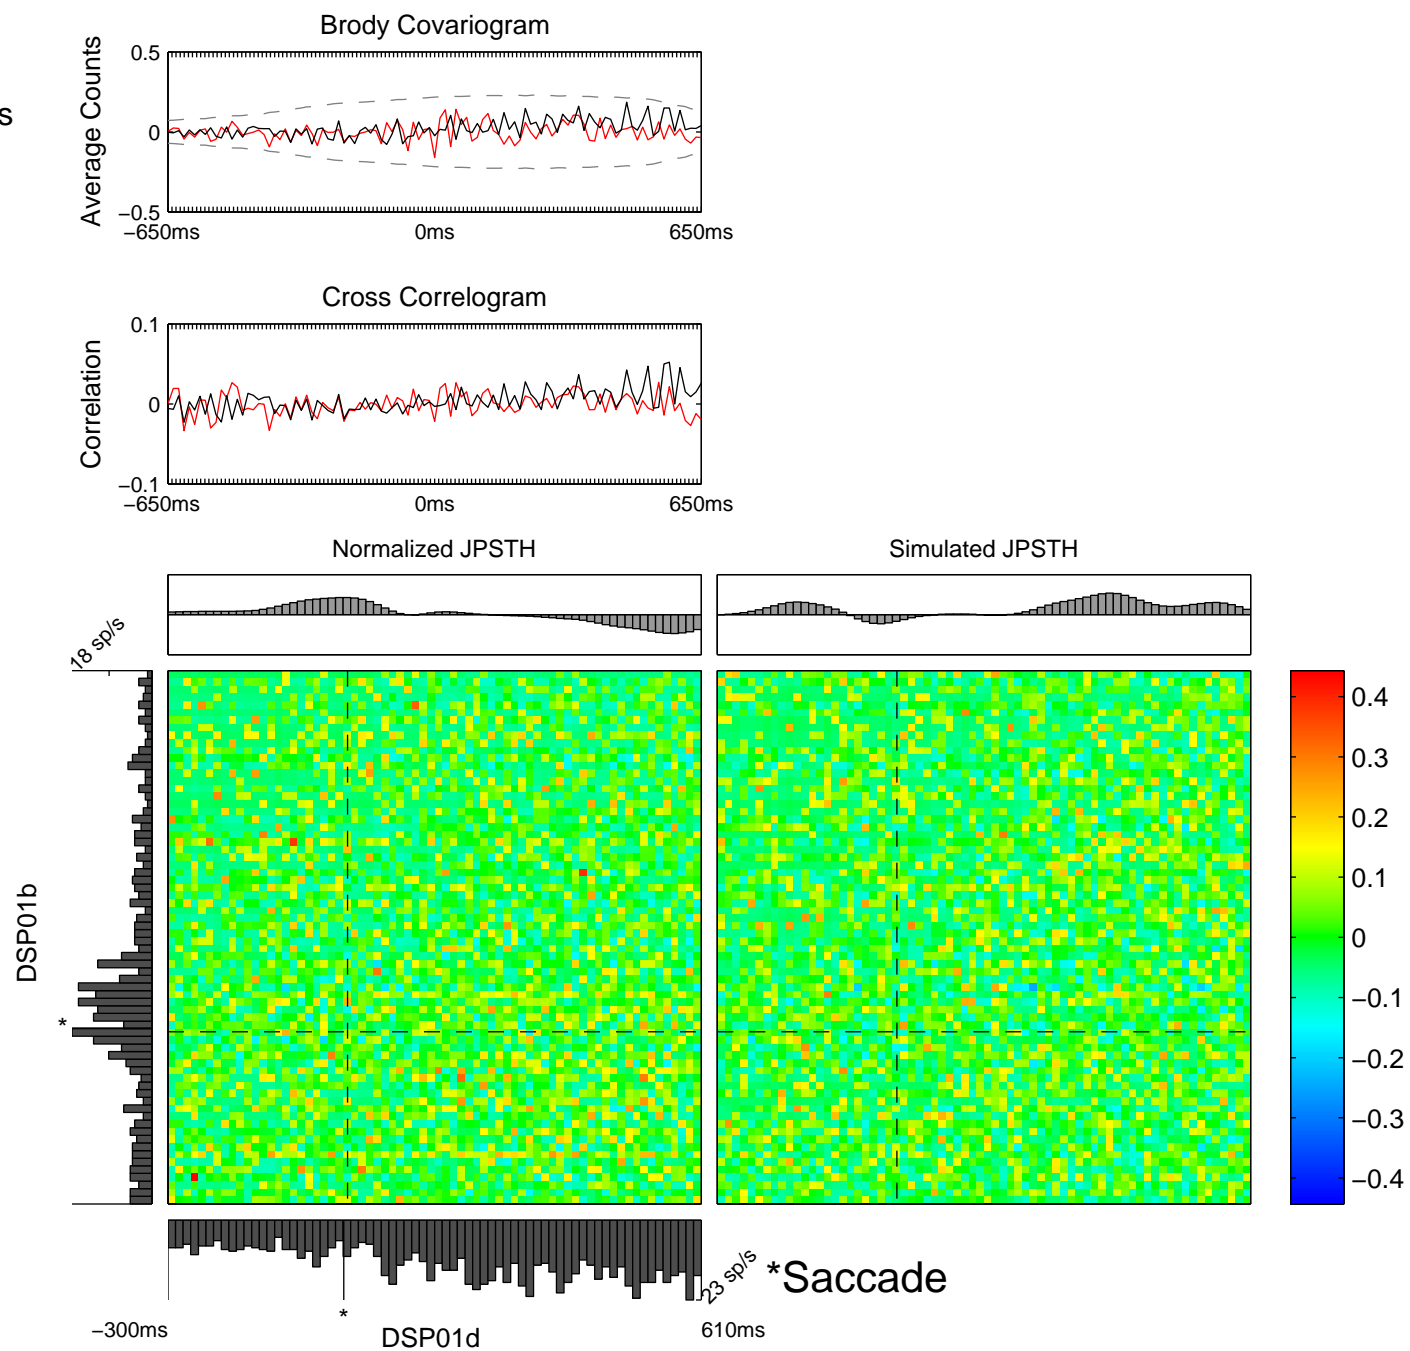 Brody Covariogram
s
Average Counts
0.5
0
−0.5
−650ms
0ms
650ms
Cross Correlogram
Correlation
0.1
0
−0.1
−650ms
0ms
650ms
Normalized JPSTH
Simulated JPSTH
18 sp/s
DSP01b
*
0.4
0.3
0.2
0.1
0
−0.1
−0.2
−0.3
−0.4
23 sp/s
*Saccade
*
−300ms
DSP01d
610ms